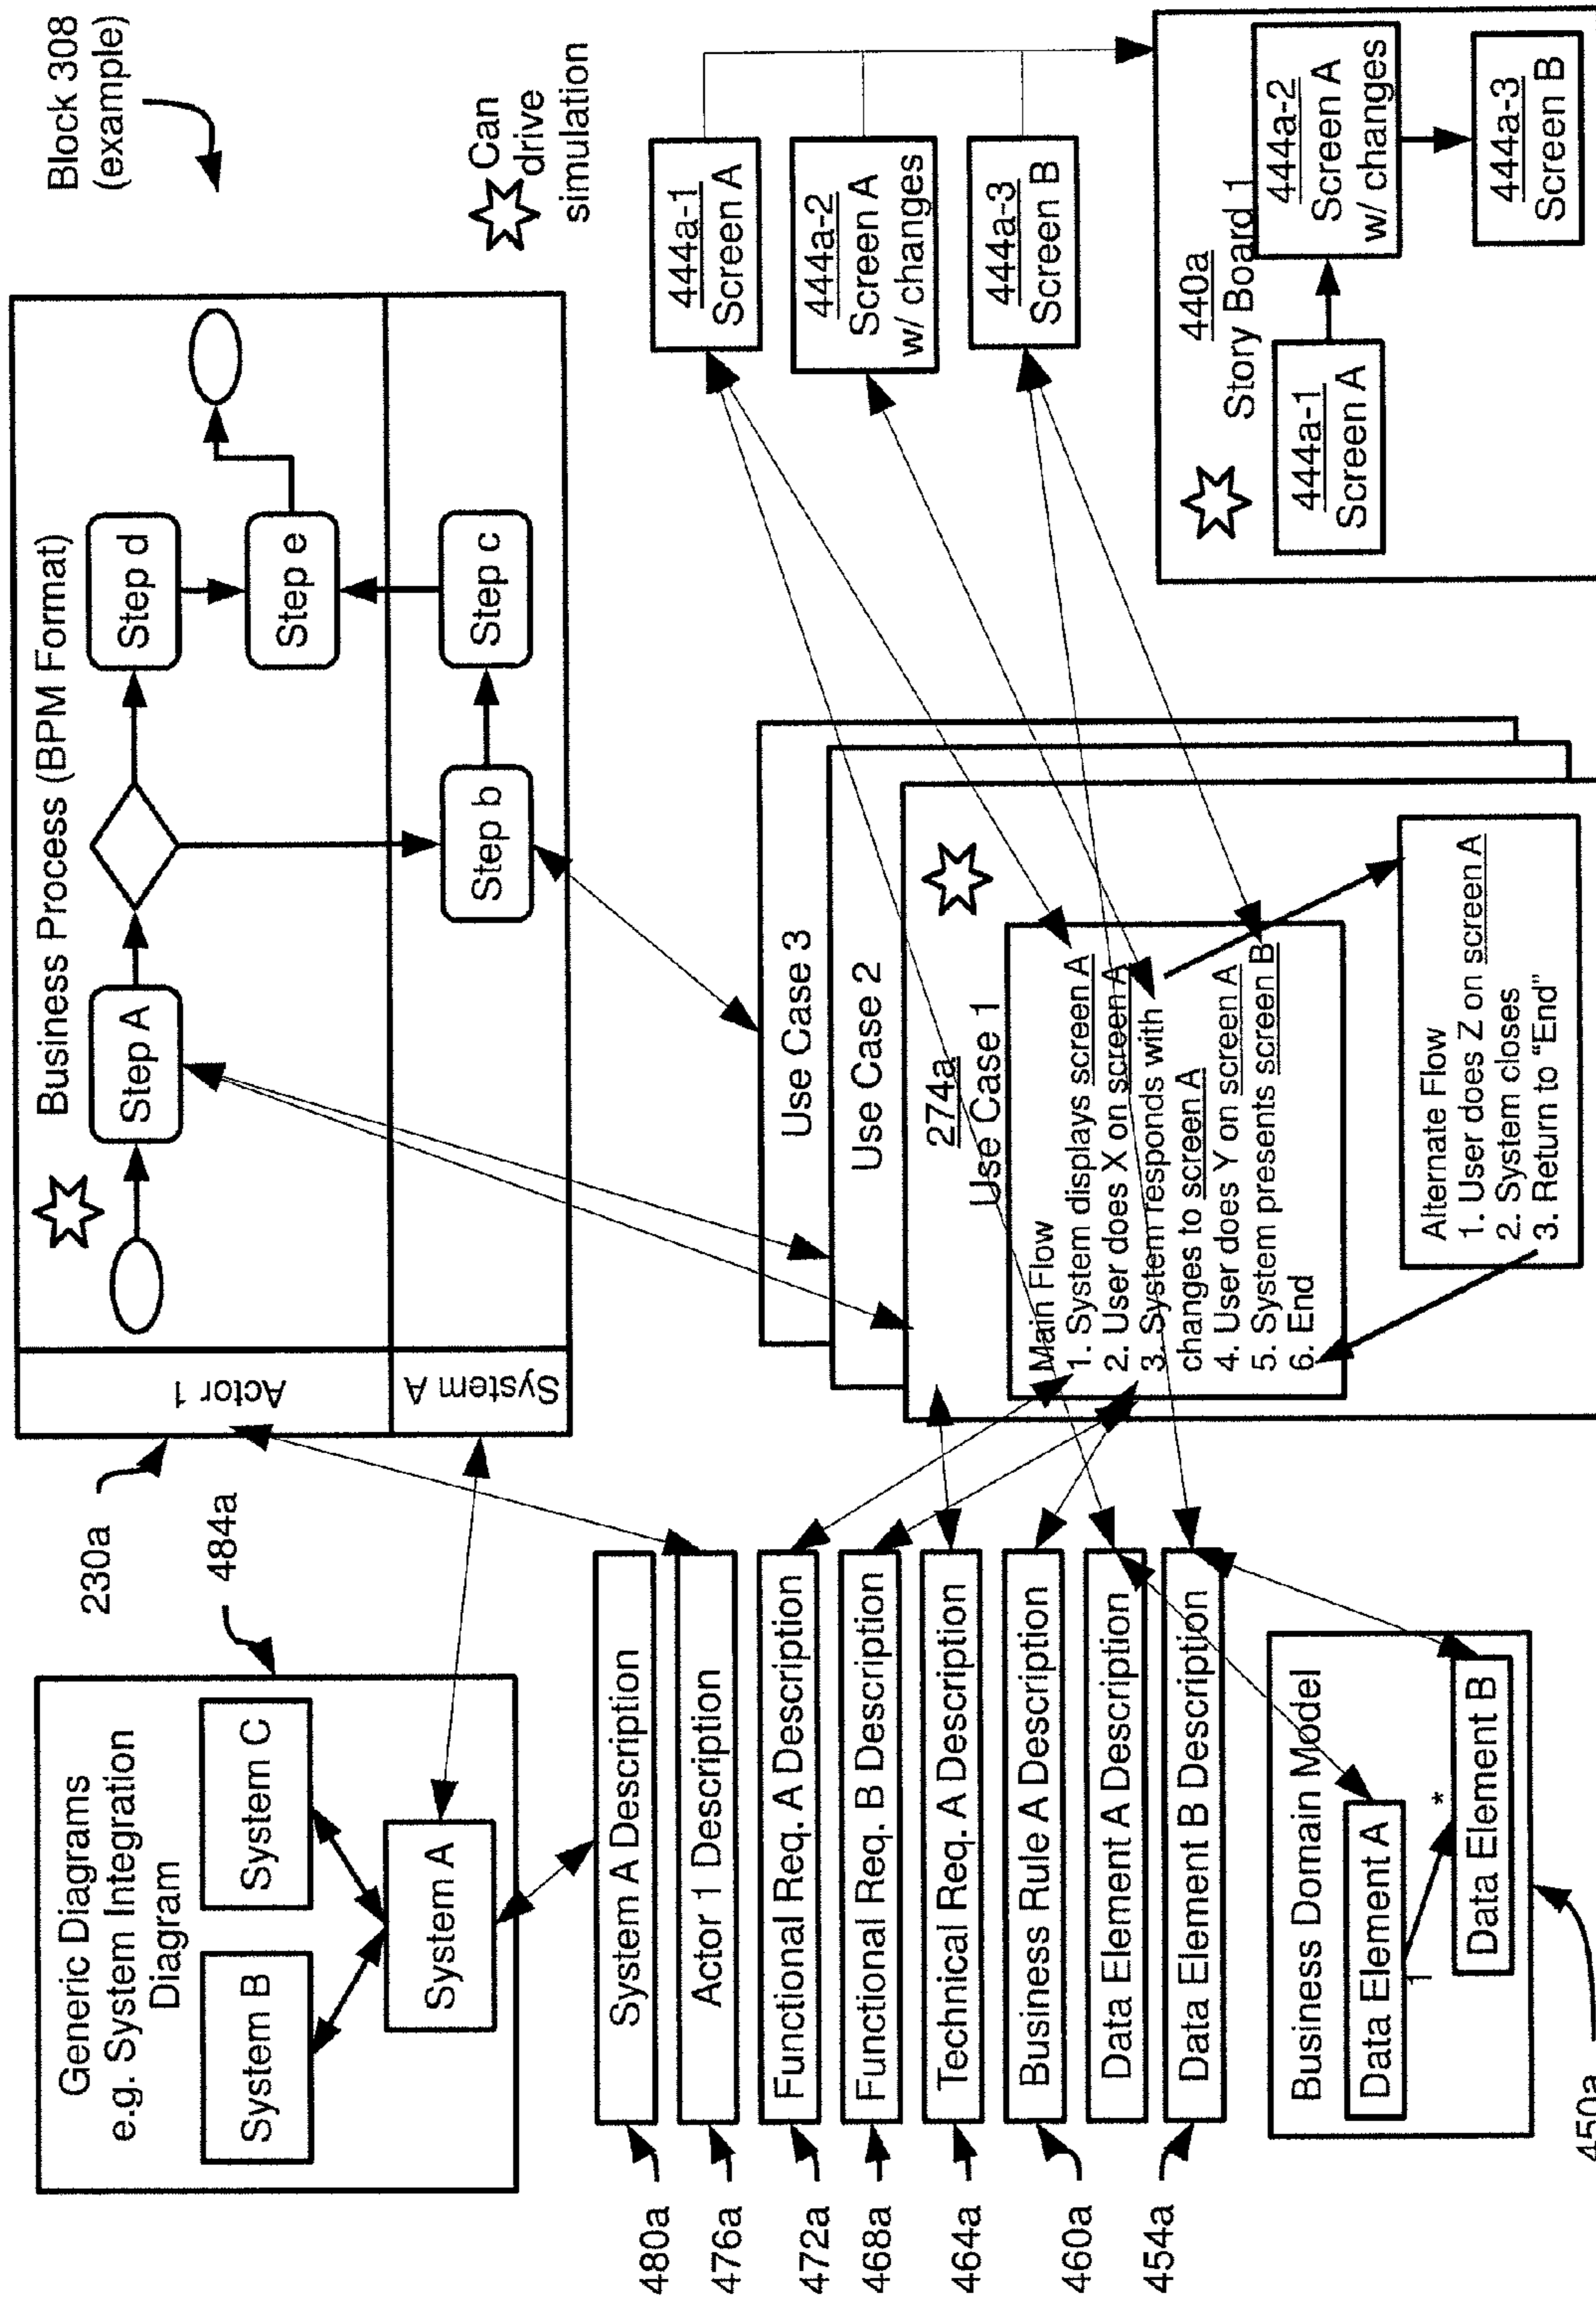 Block 308
(example)
Can
drive
simulation
Generic Diagrams
e.g. System Integration
Diagram
System B
System C
System A
484a
230a
Business Process (BPM Format)
Actor 1
System A
Step A
Step d
Step e
Step b
Step c
480a
System A Description
476a
Actor 1 Description
472a
Functional Req. A Description
468a
Functional Req. B Description
464a
Technical Req. A Description
460a
Business Rule A Description
Data Element A Description
454a
Data Element B Description
Business Domain Model
Data Element A
1
*
Data Element B
450a
Use Case 3
Use Case 2
274a
Use Case 1
Main Flow
1. System displays screen A
2. User does X on screen A
3. System responds with
changes to screen A
4. User does Y on screen A
5. System presents screen B
6. End
Alternate Flow
1. User does Z on screen A
2. System closes
3. Return to “End”
444a-1
Screen A
444a-2
Screen A
w/ changes
444a-3
Screen B
440a
Story Board 1
444a-1
Screen A
444a-2
Screen A
w/ changes
444a-3
Screen B